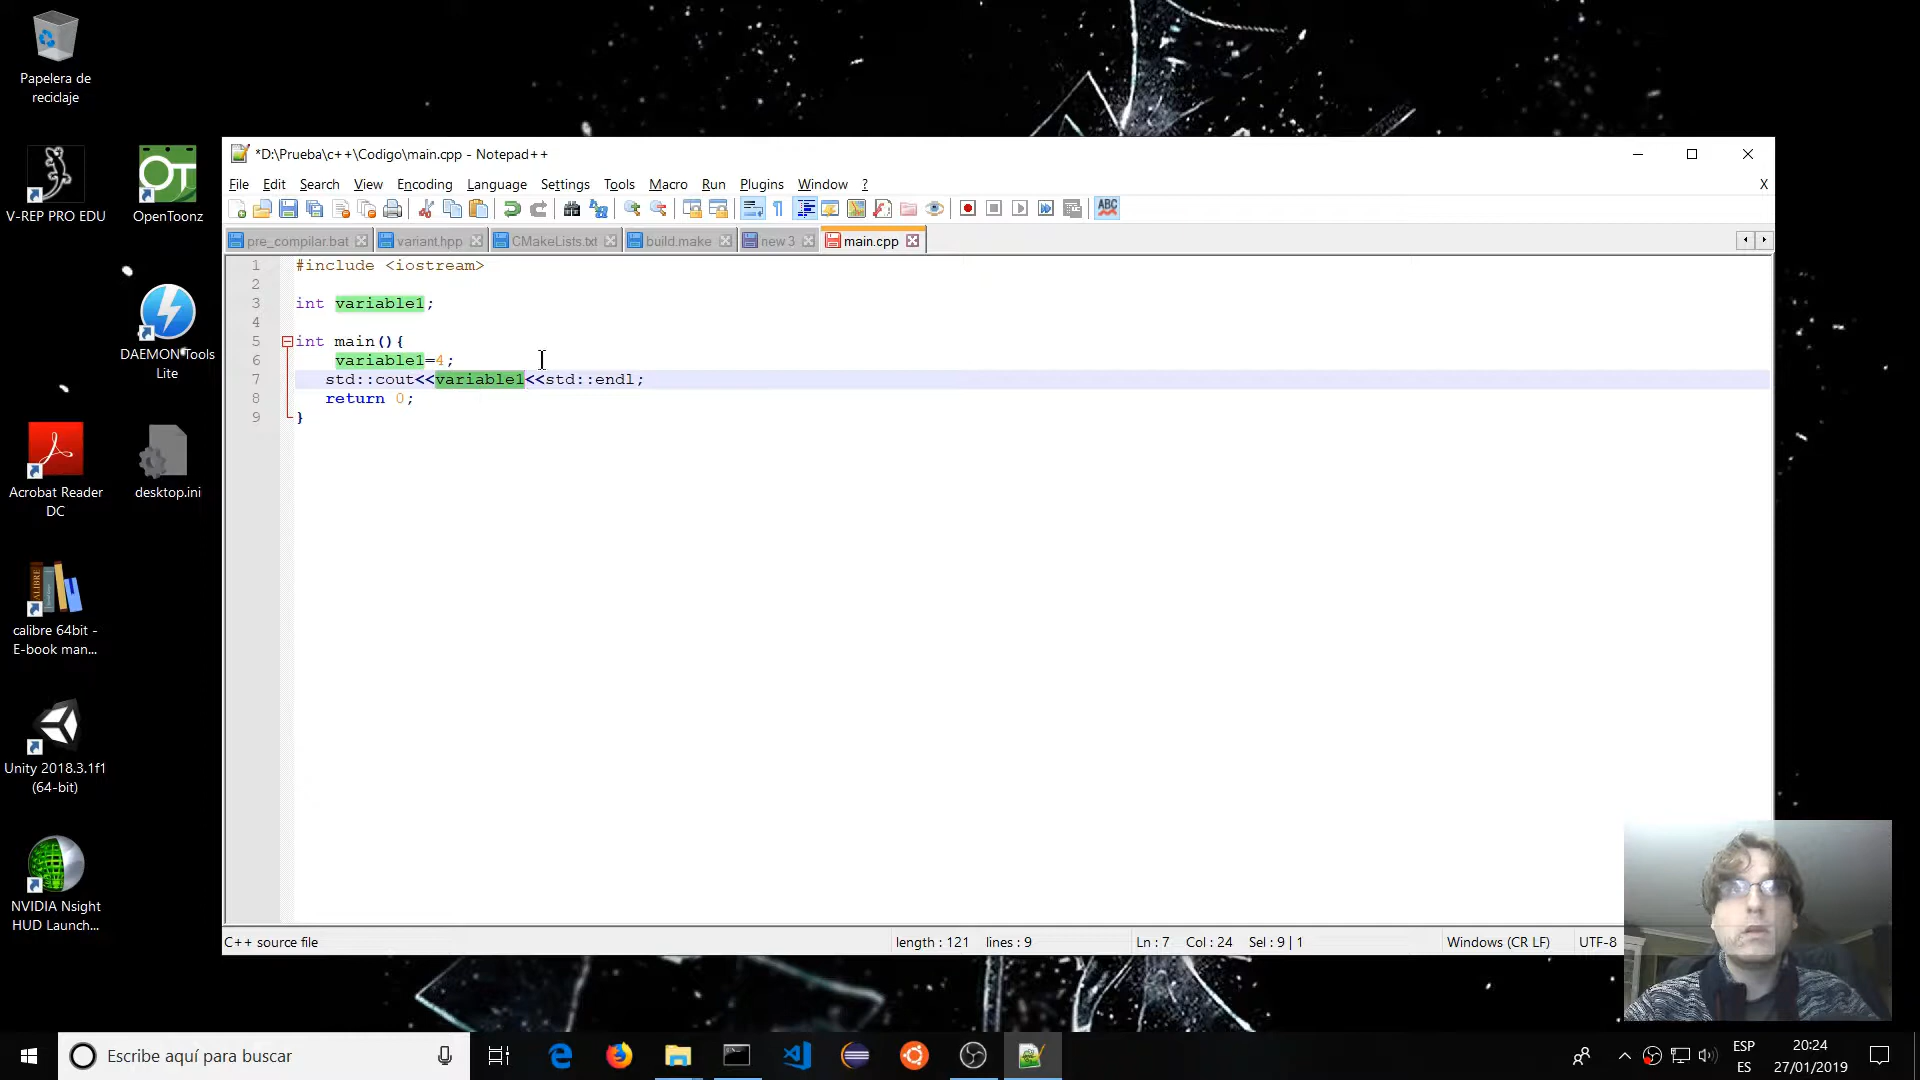 Papelera de
reciclaje
V-REP PRO EDU
OpenToonz
DAEMON Tools
Lite
Acrobat Reader
DC
desktop.ini
calibre 64bit -
E-book man...
Unity 2018.3.1f1
(64-bit)
NVIDIA Nsight
HUD Launch...
*D:\Prueba\c++\Codigo\main.cpp - Notepad++
File Edit Search View Encoding Language Settings Tools Macro Run Plugins Window ? X
ABC
pre_compilar.bat variant.hpp CMakeLists.txt build.make new 3 main.cpp
1 #include <iostream>
2
3 int variable1;
4
5 int main(){
6 variable1=4;
7 std::cout<<variable1<<std::endl;
8 return 0;
9 }
C++ source file length : 121 lines : 9 Ln : 7 Col : 24 Sel : 9 | 1 Windows (CR LF) UTF-8
Escribe aquí para buscar
ESP
ES
20:24
27/01/2019